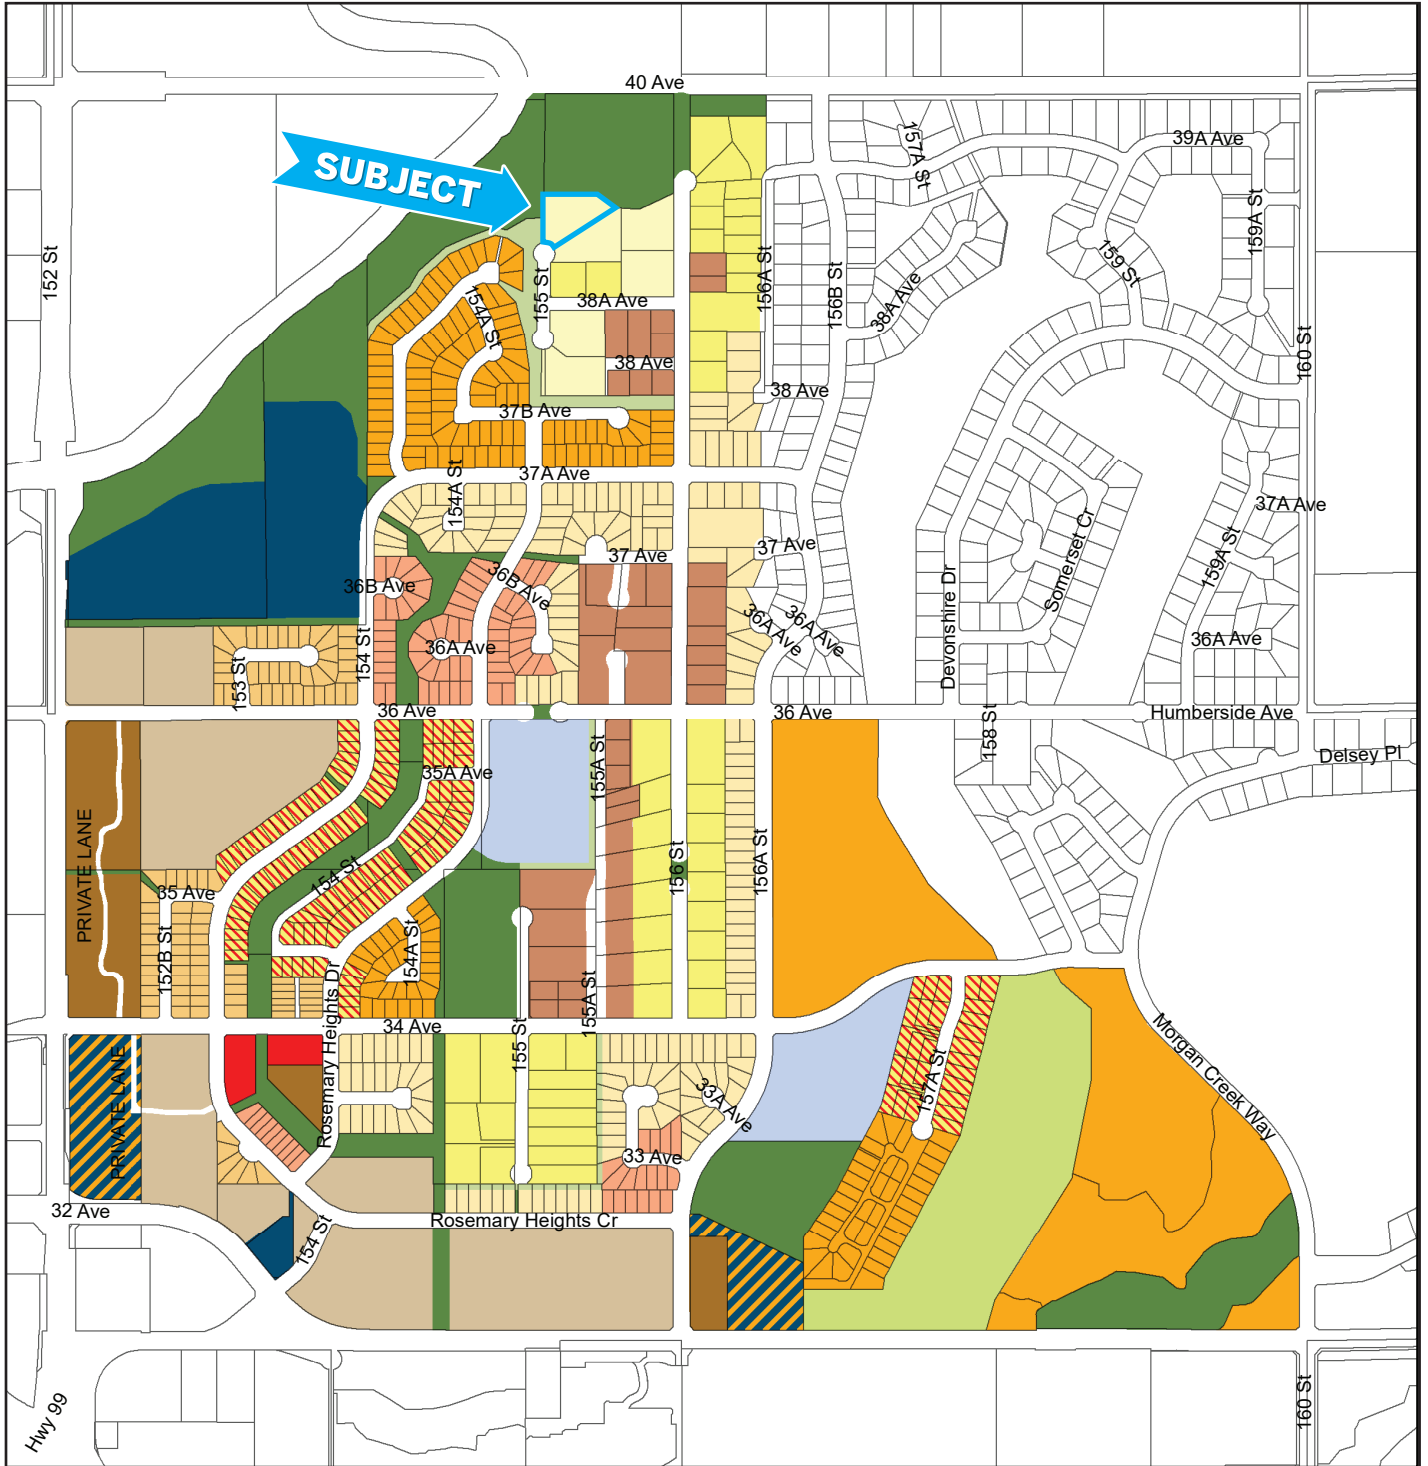 40 Ave
39A Ave
157A St
SUBJECT
152 St
159A St
156A St
156B St
159 St
155 St
38A Ave
38A Ave
154A St
160 St
38 Ave
38 Ave
37B Ave
37A Ave
154A St
37A Ave
37 Ave
37 Ave
159A St
Somerset Cr
36B Ave
36B Ave
Devonshire Dr
36A Ave
36A Ave
36A Ave
36A Ave
154 St
153 St
36 Ave
36 Ave
Humberside Ave
158 St
Delsey Pl
155A St
35A Ave
PRIVATE LANE
154 St
156 St
156A St
35 Ave
152B St
154A St
155A St
Rosemary Heights Dr
34 Ave
155 St
PRIVATE LANE
157A St
Morgan Creek Way
33A Ave
33 Ave
32 Ave
Rosemary Heights Cr
154 St
Hwy 99
160 St